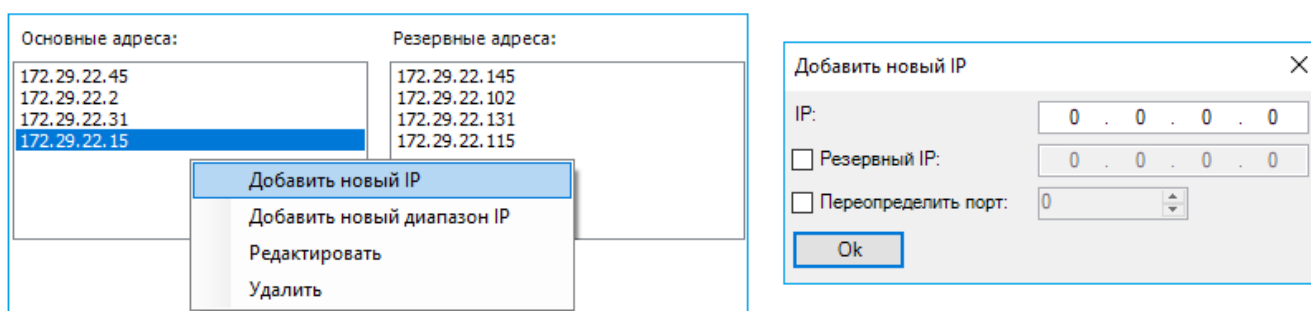 Основные адреса:
Резервные адреса:
172.29.22.45
172.29.22.2
172.29.22.31
172.29.22.15
172.29.22.145
172.29.22.102
172.29.22.131
172.29.22.115
Добавить новый IP
Добавить новый диапазон IP
Редактировать
Удалить
Добавить новый IP
IP: 0 . 0 . 0 . 0
Резервный IP: 0 . 0 . 0 . 0
Переопределить порт: 0
Ok